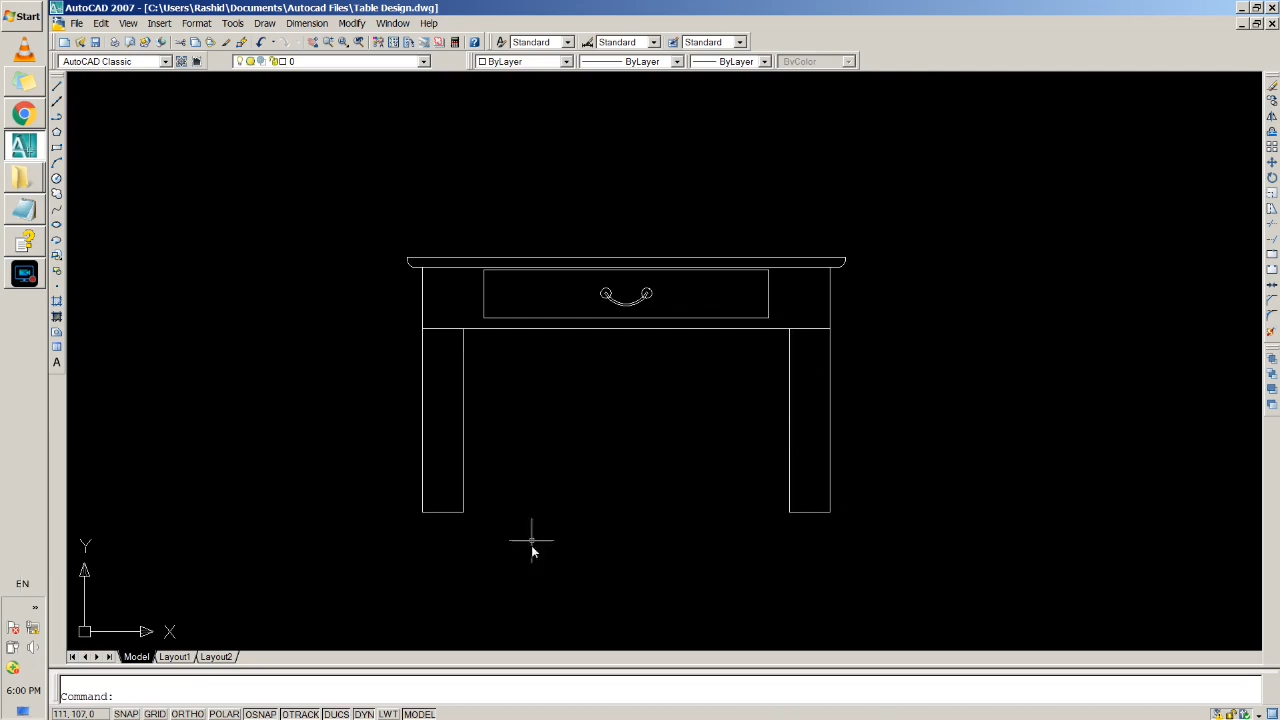 Start
AutoCAD 2007 - [C:\Users\Rashid\Documents\Autocad Files\Table Design.dwg]
File Edit View Insert Format Tools Draw Dimension Modify Window Help
Standard Standard Standard
AutoCAD Classic 0 ByLayer ByLayer ByLayer ByColor
A
Y
X
EN
»
Model Layout1 Layout2
Command:
6:00 PM
111, 107, 0 SNAP GRID ORTHO POLAR OSNAP OTRACK DUCS DYN LWT MODEL